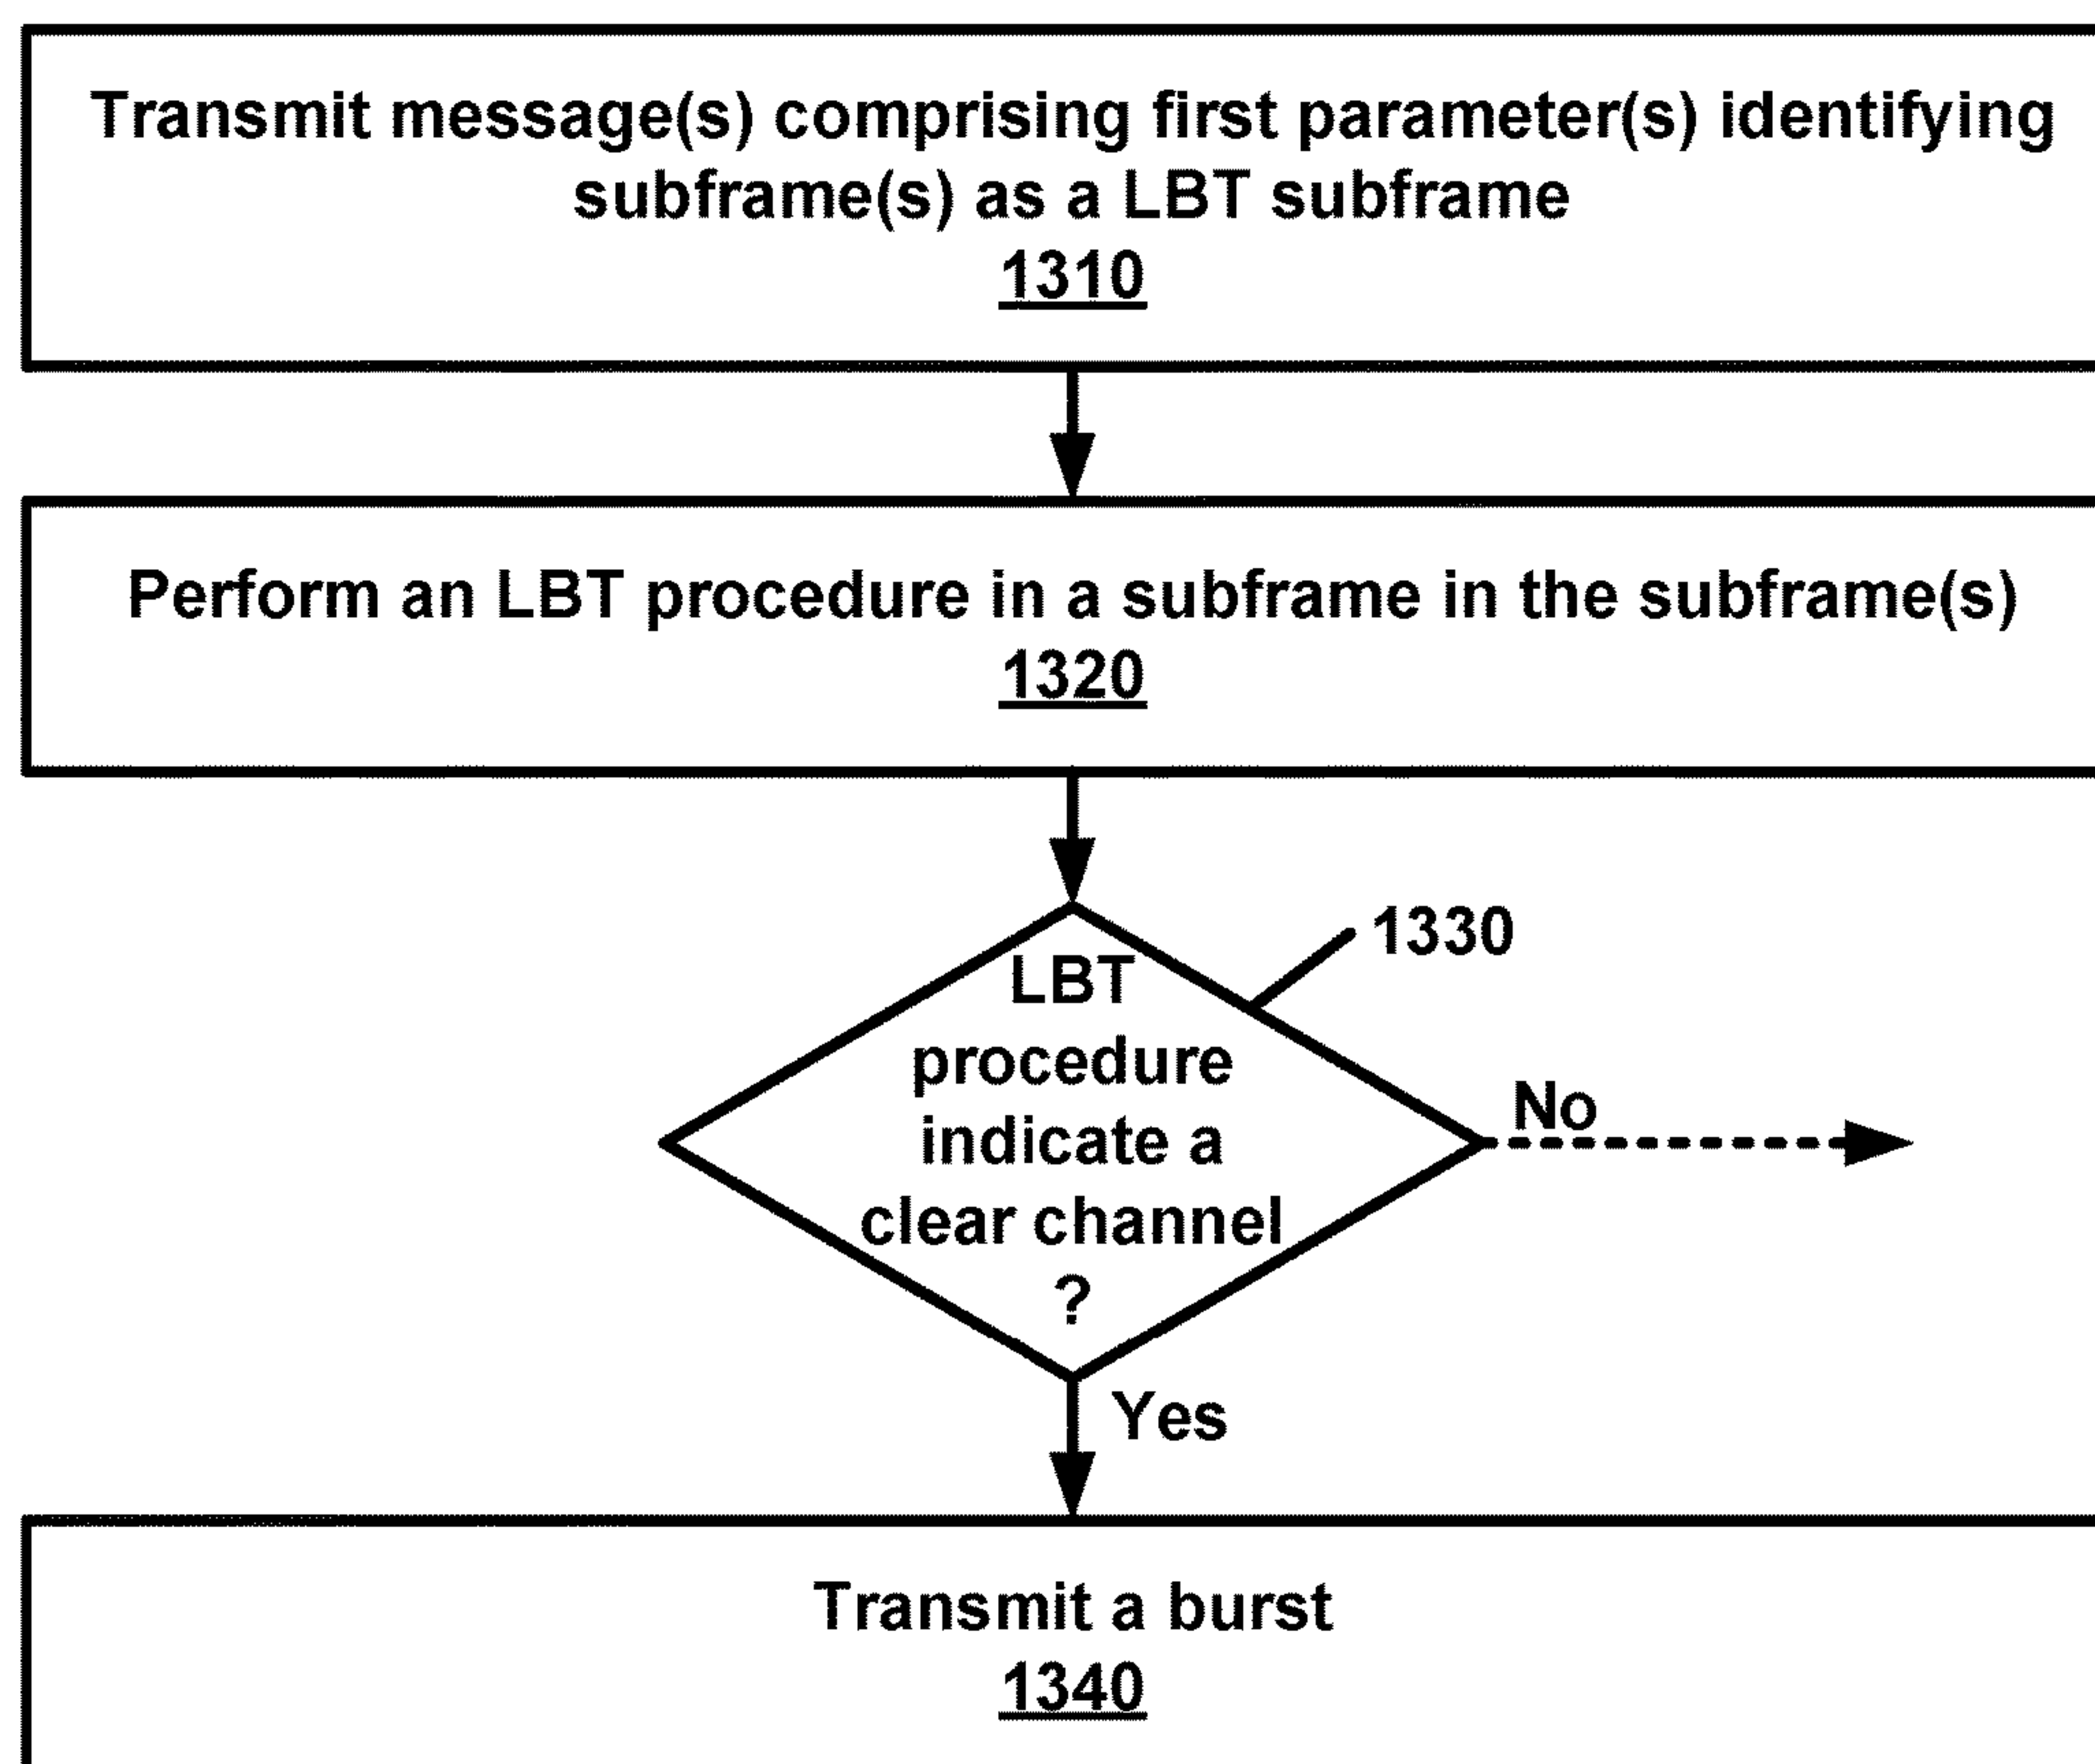 Transmit message(s) comprising first parameter(s) identifying
subframe(s) as a LBT subframe
1310
Perform an LBT procedure in a subframe in the subframe(s)
1320
1330
LBT
procedure
indicate a
clear channel
?
No
Yes
Transmit a burst
1340